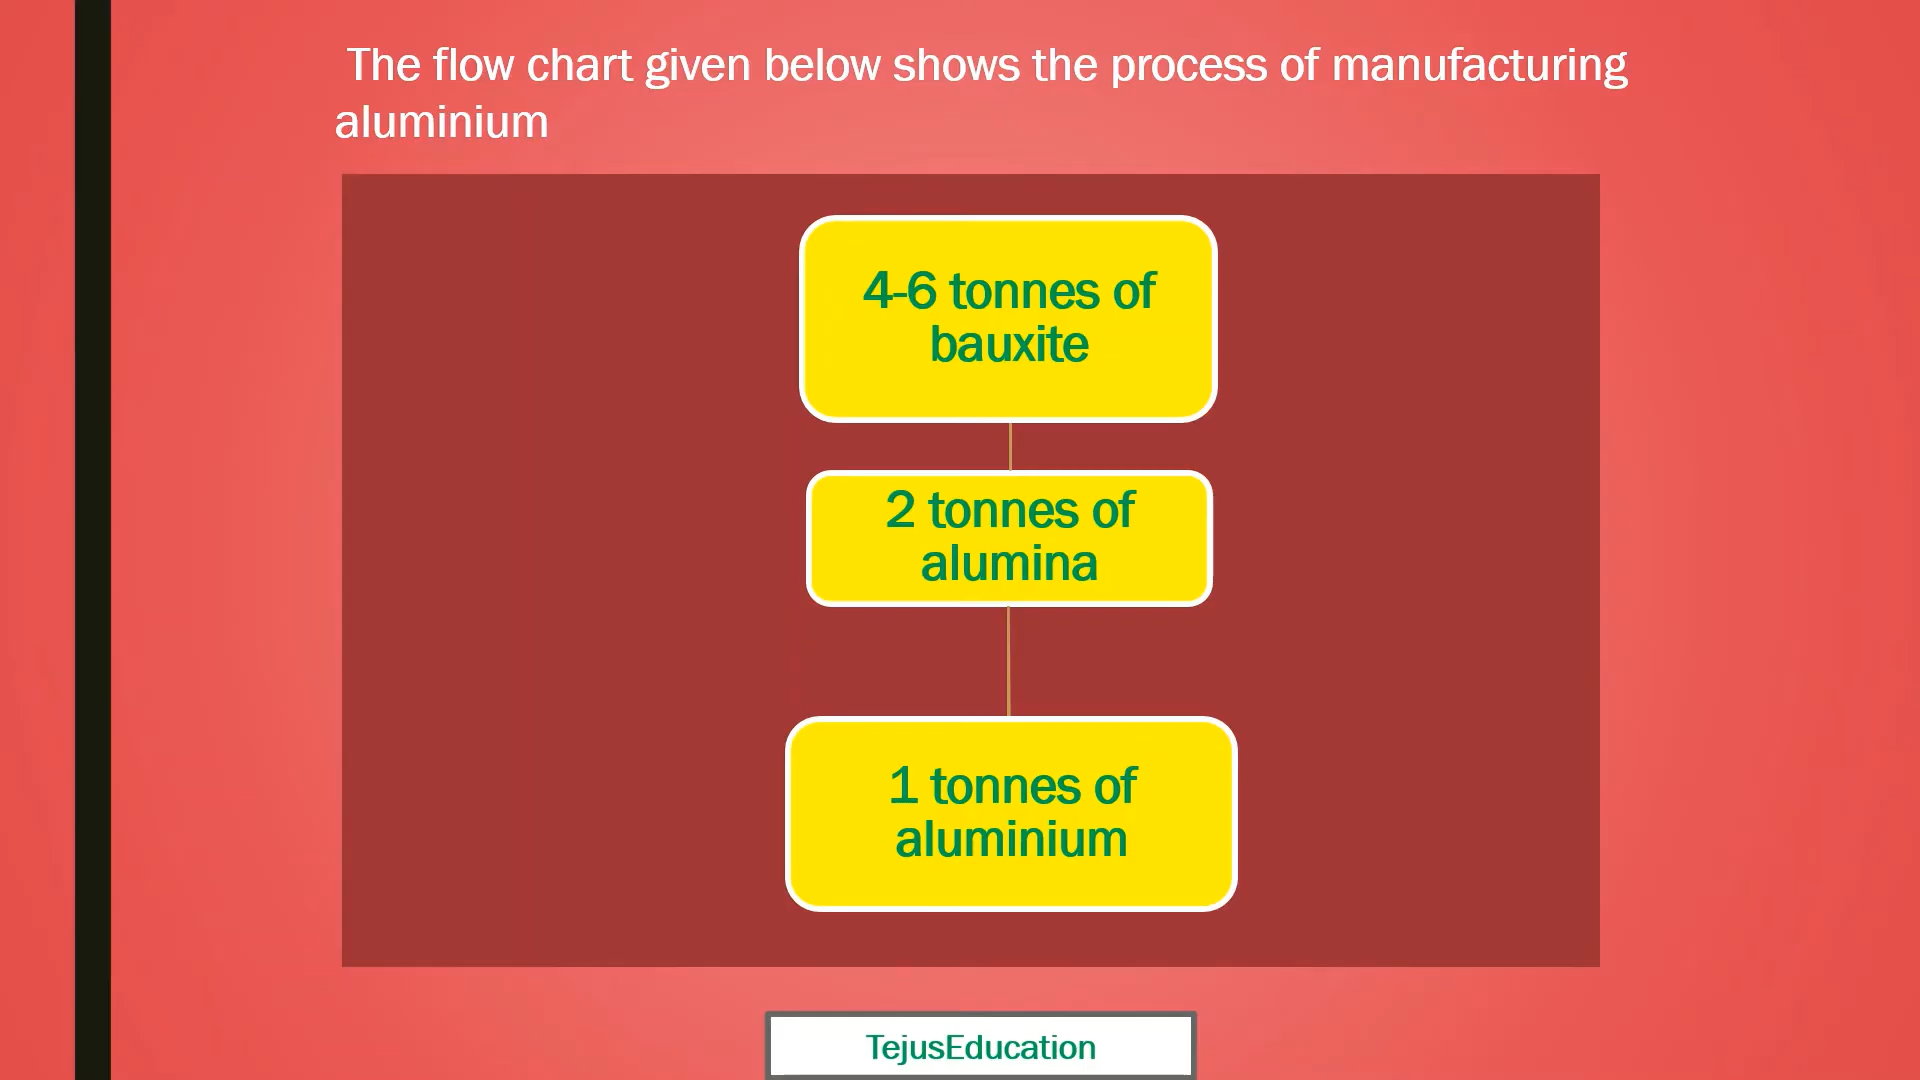 The flow chart given below shows the process of manufacturing
aluminium
4-6 tonnes of
bauxite
2 tonnes of
alumina
1 tonnes of
aluminium
TejusEducation